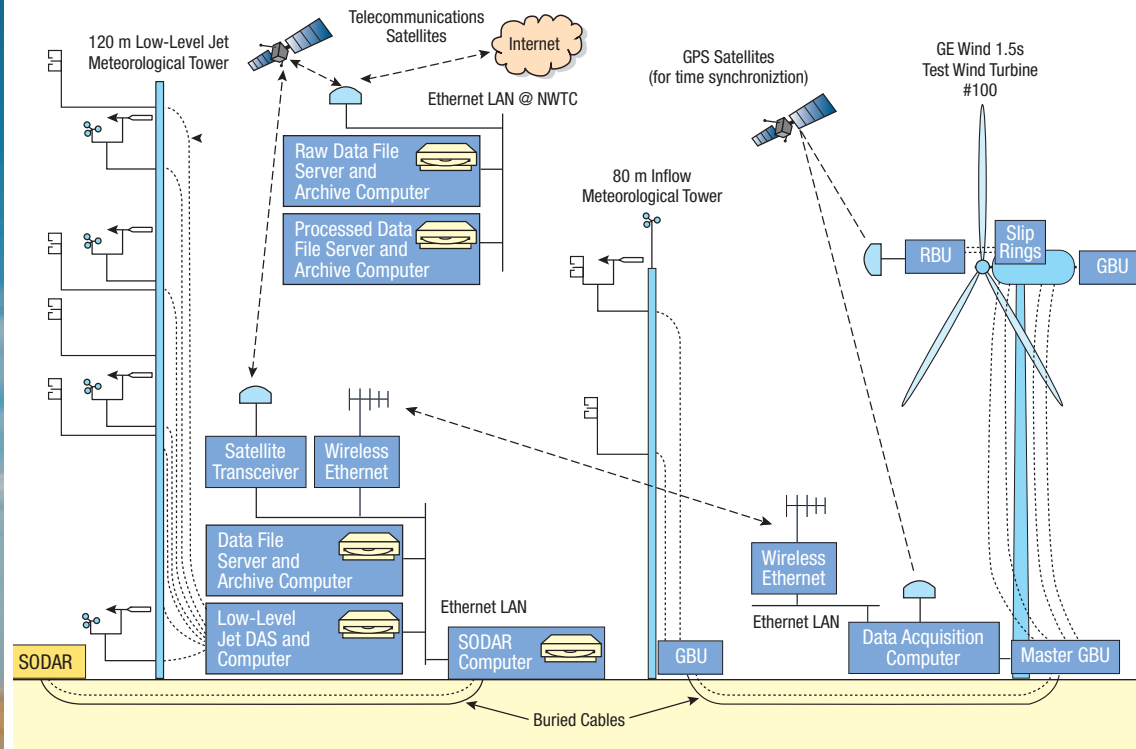 120 m Low-Level Jet
Meteorological Tower
Telecommunications
Satellites
Internet
Ethernet LAN @ NWTC
Raw Data File
Server and
Archive Computer
Processed Data
File Server and
Archive Computer
GPS Satellites
(for time synchroniztion)
GE Wind 1.5s
Test Wind Turbine
#100
80 m Inflow
Meteorological Tower
RBU
Slip
Rings
GBU
Satellite
Transceiver
Wireless
Ethernet
Data File
Server and
Archive Computer
Low-Level
Jet DAS and
Computer
Ethernet LAN
SODAR
Computer
SODAR
GBU
Wireless
Ethernet
Ethernet LAN
Data Acquisition
Computer
Master GBU
Buried Cables